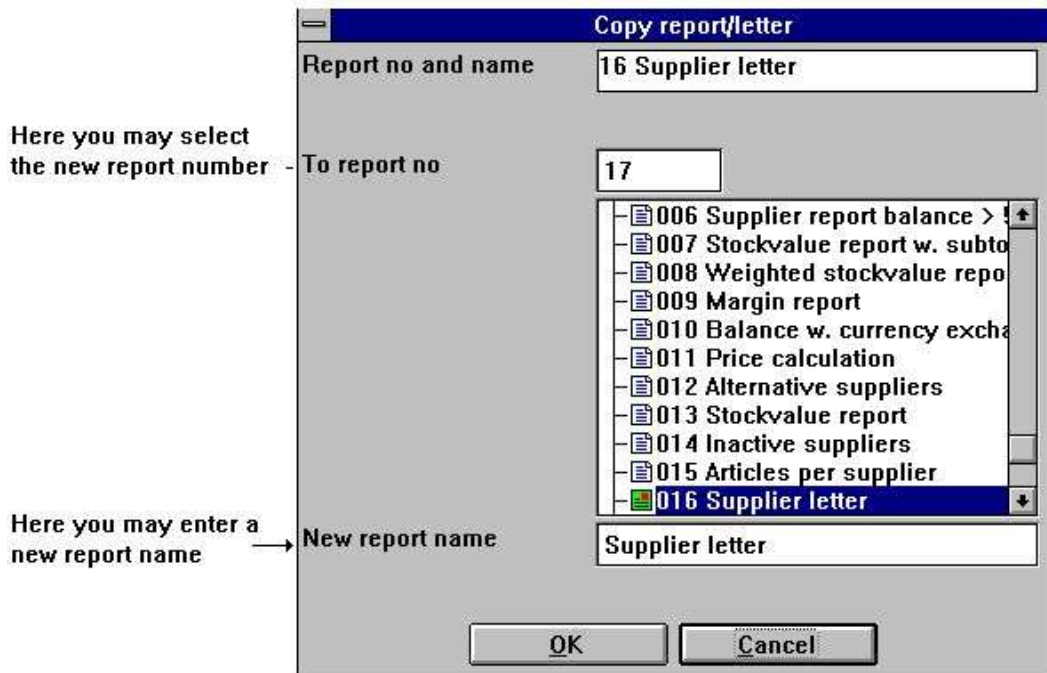 Copy report/letter
Report no and name
16 Supplier letter
Here you may select
the new report number
To report no
17
006 Supplier report balance >
007 Stockvalue report w. subto
008 Weighted stockvalue repo
009 Margin report
010 Balance w. currency excha
011 Price calculation
012 Alternative suppliers
013 Stockvalue report
014 Inactive suppliers
015 Articles per supplier
016 Supplier letter
Here you may enter a
new report name
New report name
Supplier letter
OK
Cancel